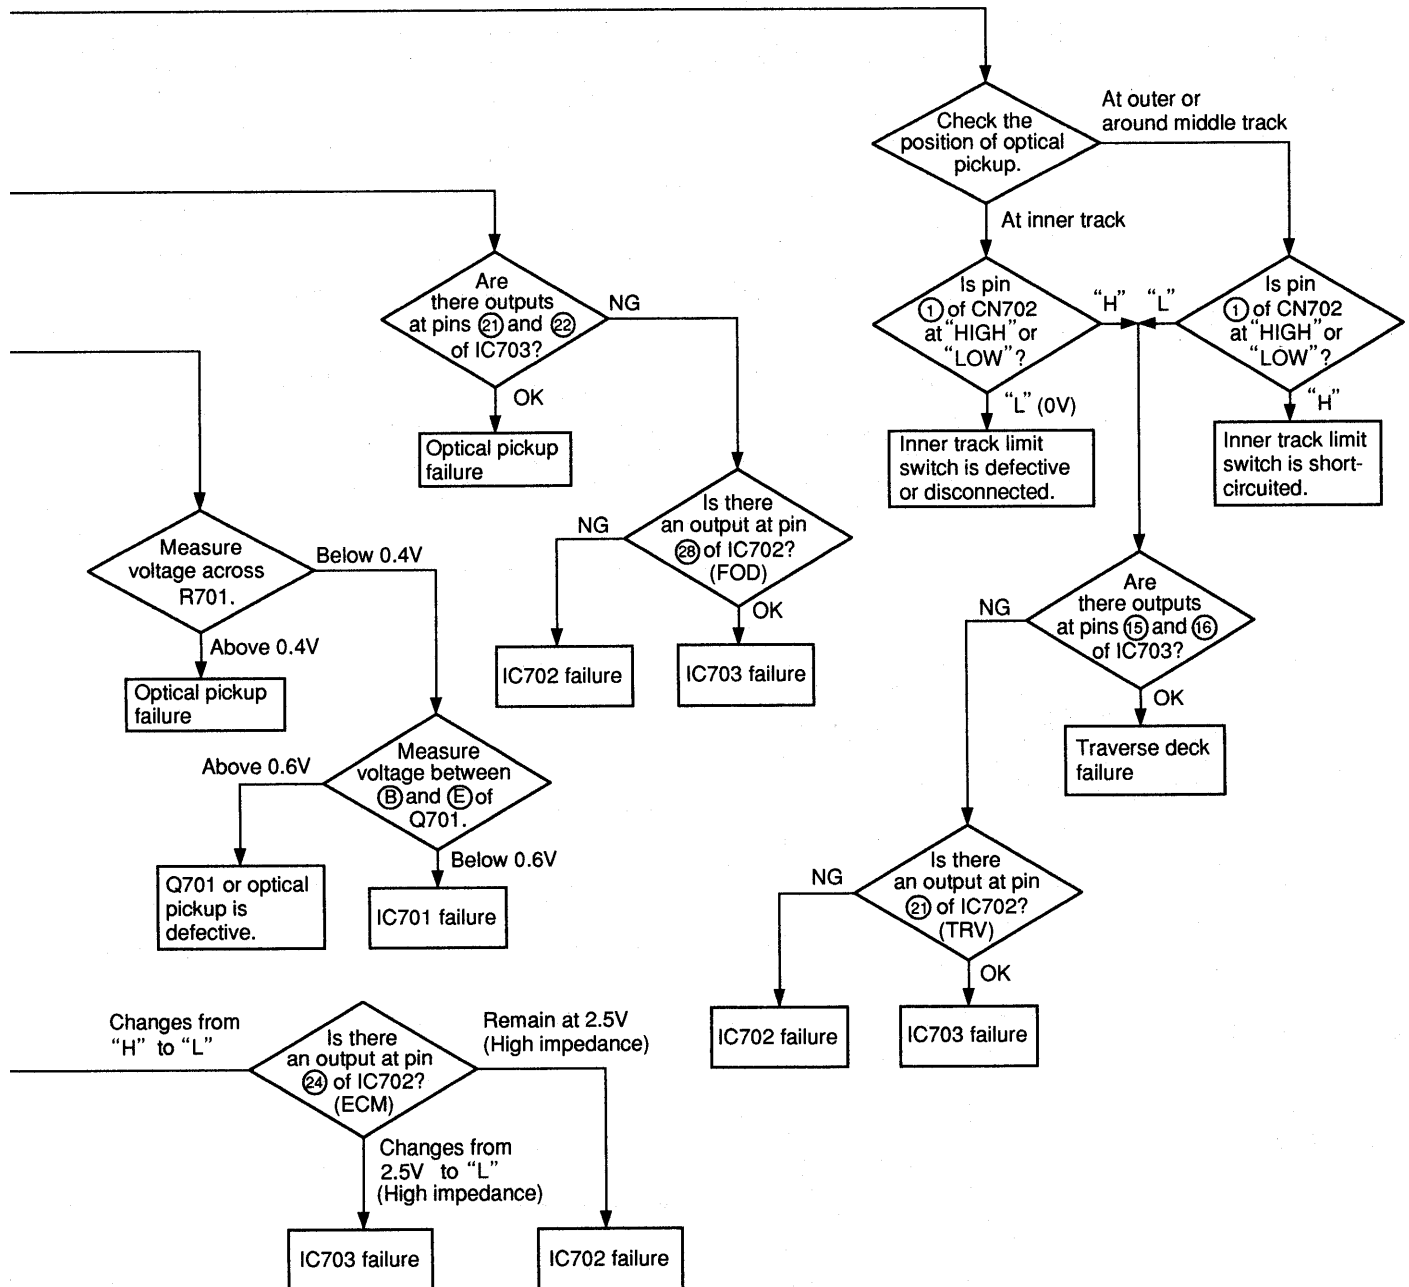 At outer or
around middle track
Check the
position of optical
pickup.
At inner track
Are
there outputs
at pins 21 and 22
of IC703?
NG
OK
Optical pickup
failure
Is pin
1 of CN702
at "HIGH" or
"LOW" ?
"H"
"L"
Is pin
1 of CN702
at "HIGH" or
"LOW" ?
"L" (0V)
"H"
Inner track limit
switch is defective
or disconnected.
Inner track limit
switch is short-
circuited.
Is there
an output at pin
28 of IC702?
(FOD)
NG
OK
IC702 failure
IC703 failure
Measure
voltage across
R701.
Below 0.4V
Above 0.4V
Optical pickup
failure
Measure
voltage between
B and E of
Q701.
Above 0.6V
Below 0.6V
Q701 or optical
pickup is
defective.
IC701 failure
Are
there outputs
at pins 15 and 16
of IC703?
NG
OK
Traverse deck
failure
Is there
an output at pin
21 of IC702?
(TRV)
NG
OK
IC702 failure
IC703 failure
Changes from
"H" to "L"
Is there
an output at pin
24 of IC702?
(ECM)
Remain at 2.5V
(High impedance)
Changes from
2.5V to "L"
(High impedance)
IC703 failure
IC702 failure